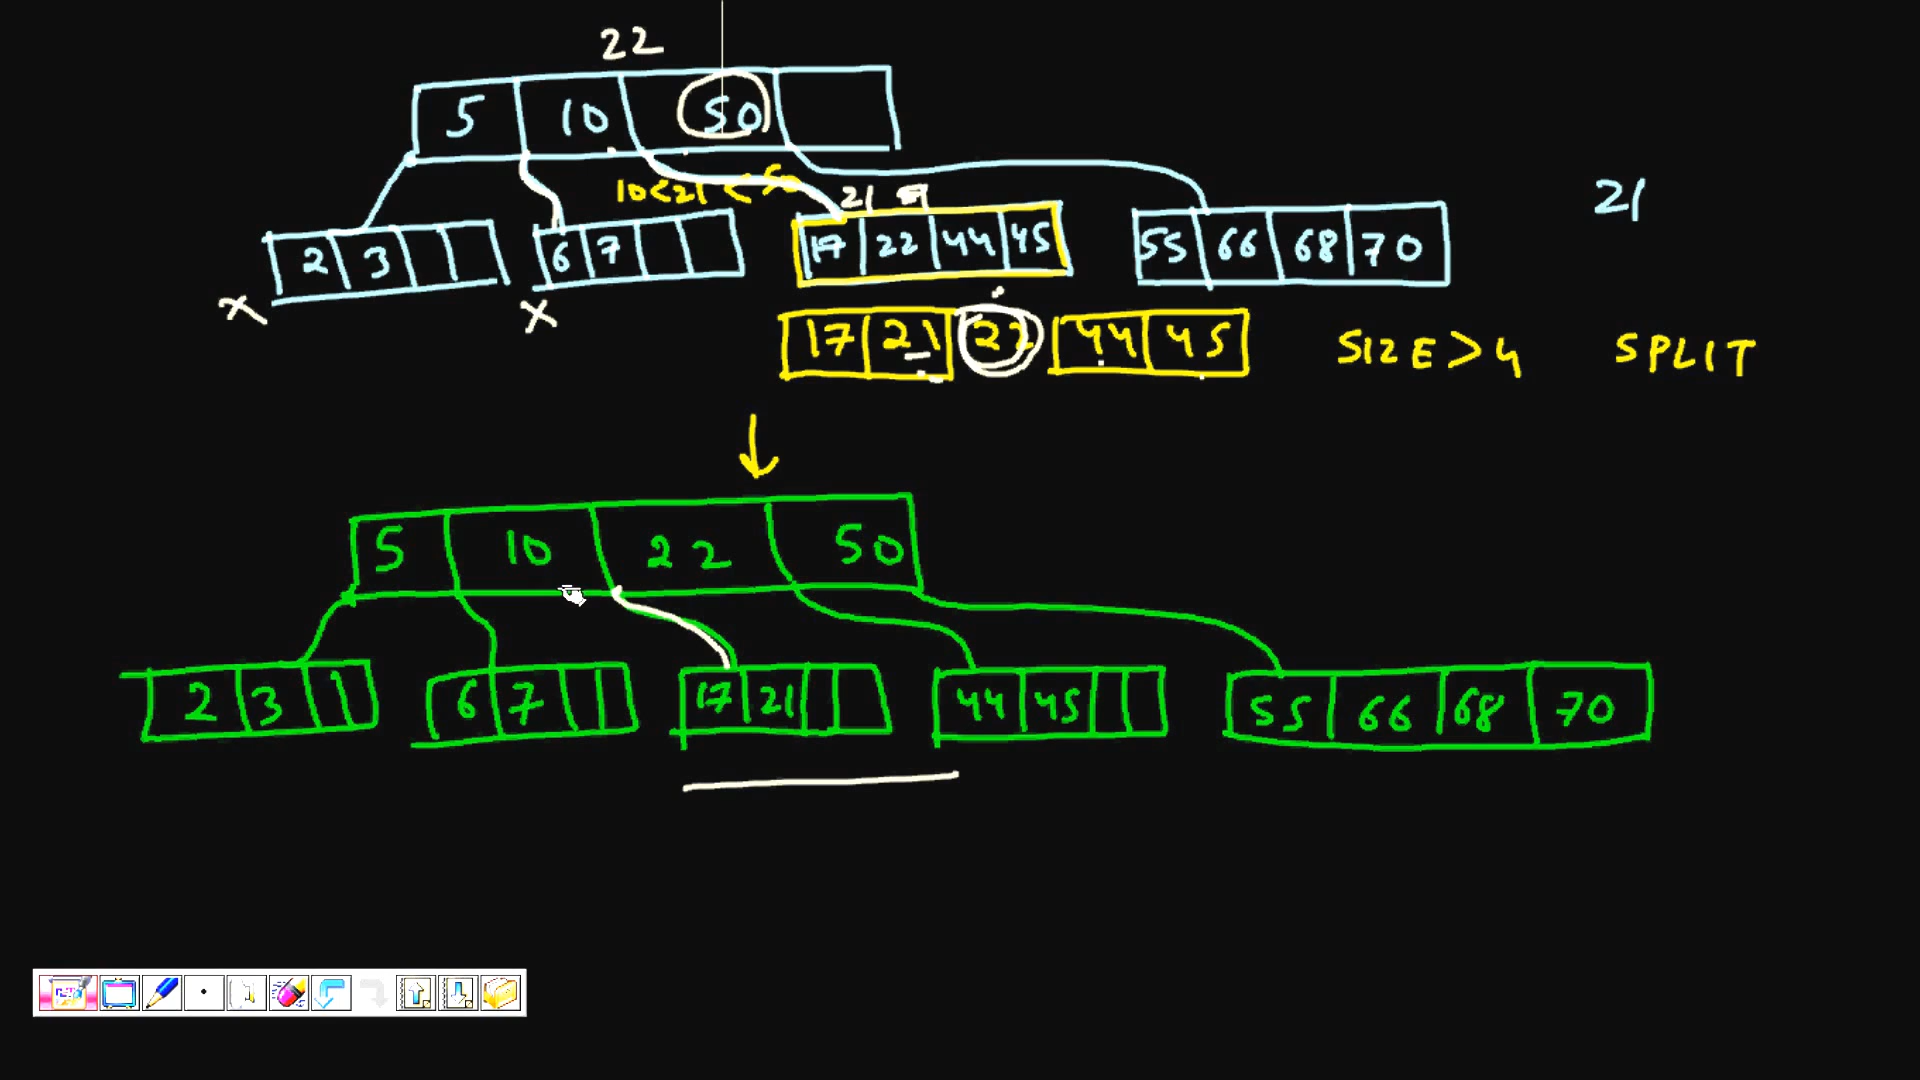 22
5 10 50
10<21<50
21
21
2 3 6 7 17 22 44 45 55 66 68 70
X X
17 21 22 44 45 SIZE>4 SPLIT
5 10 22 50
2 3 6 7 17 21 44 45 55 66 68 70